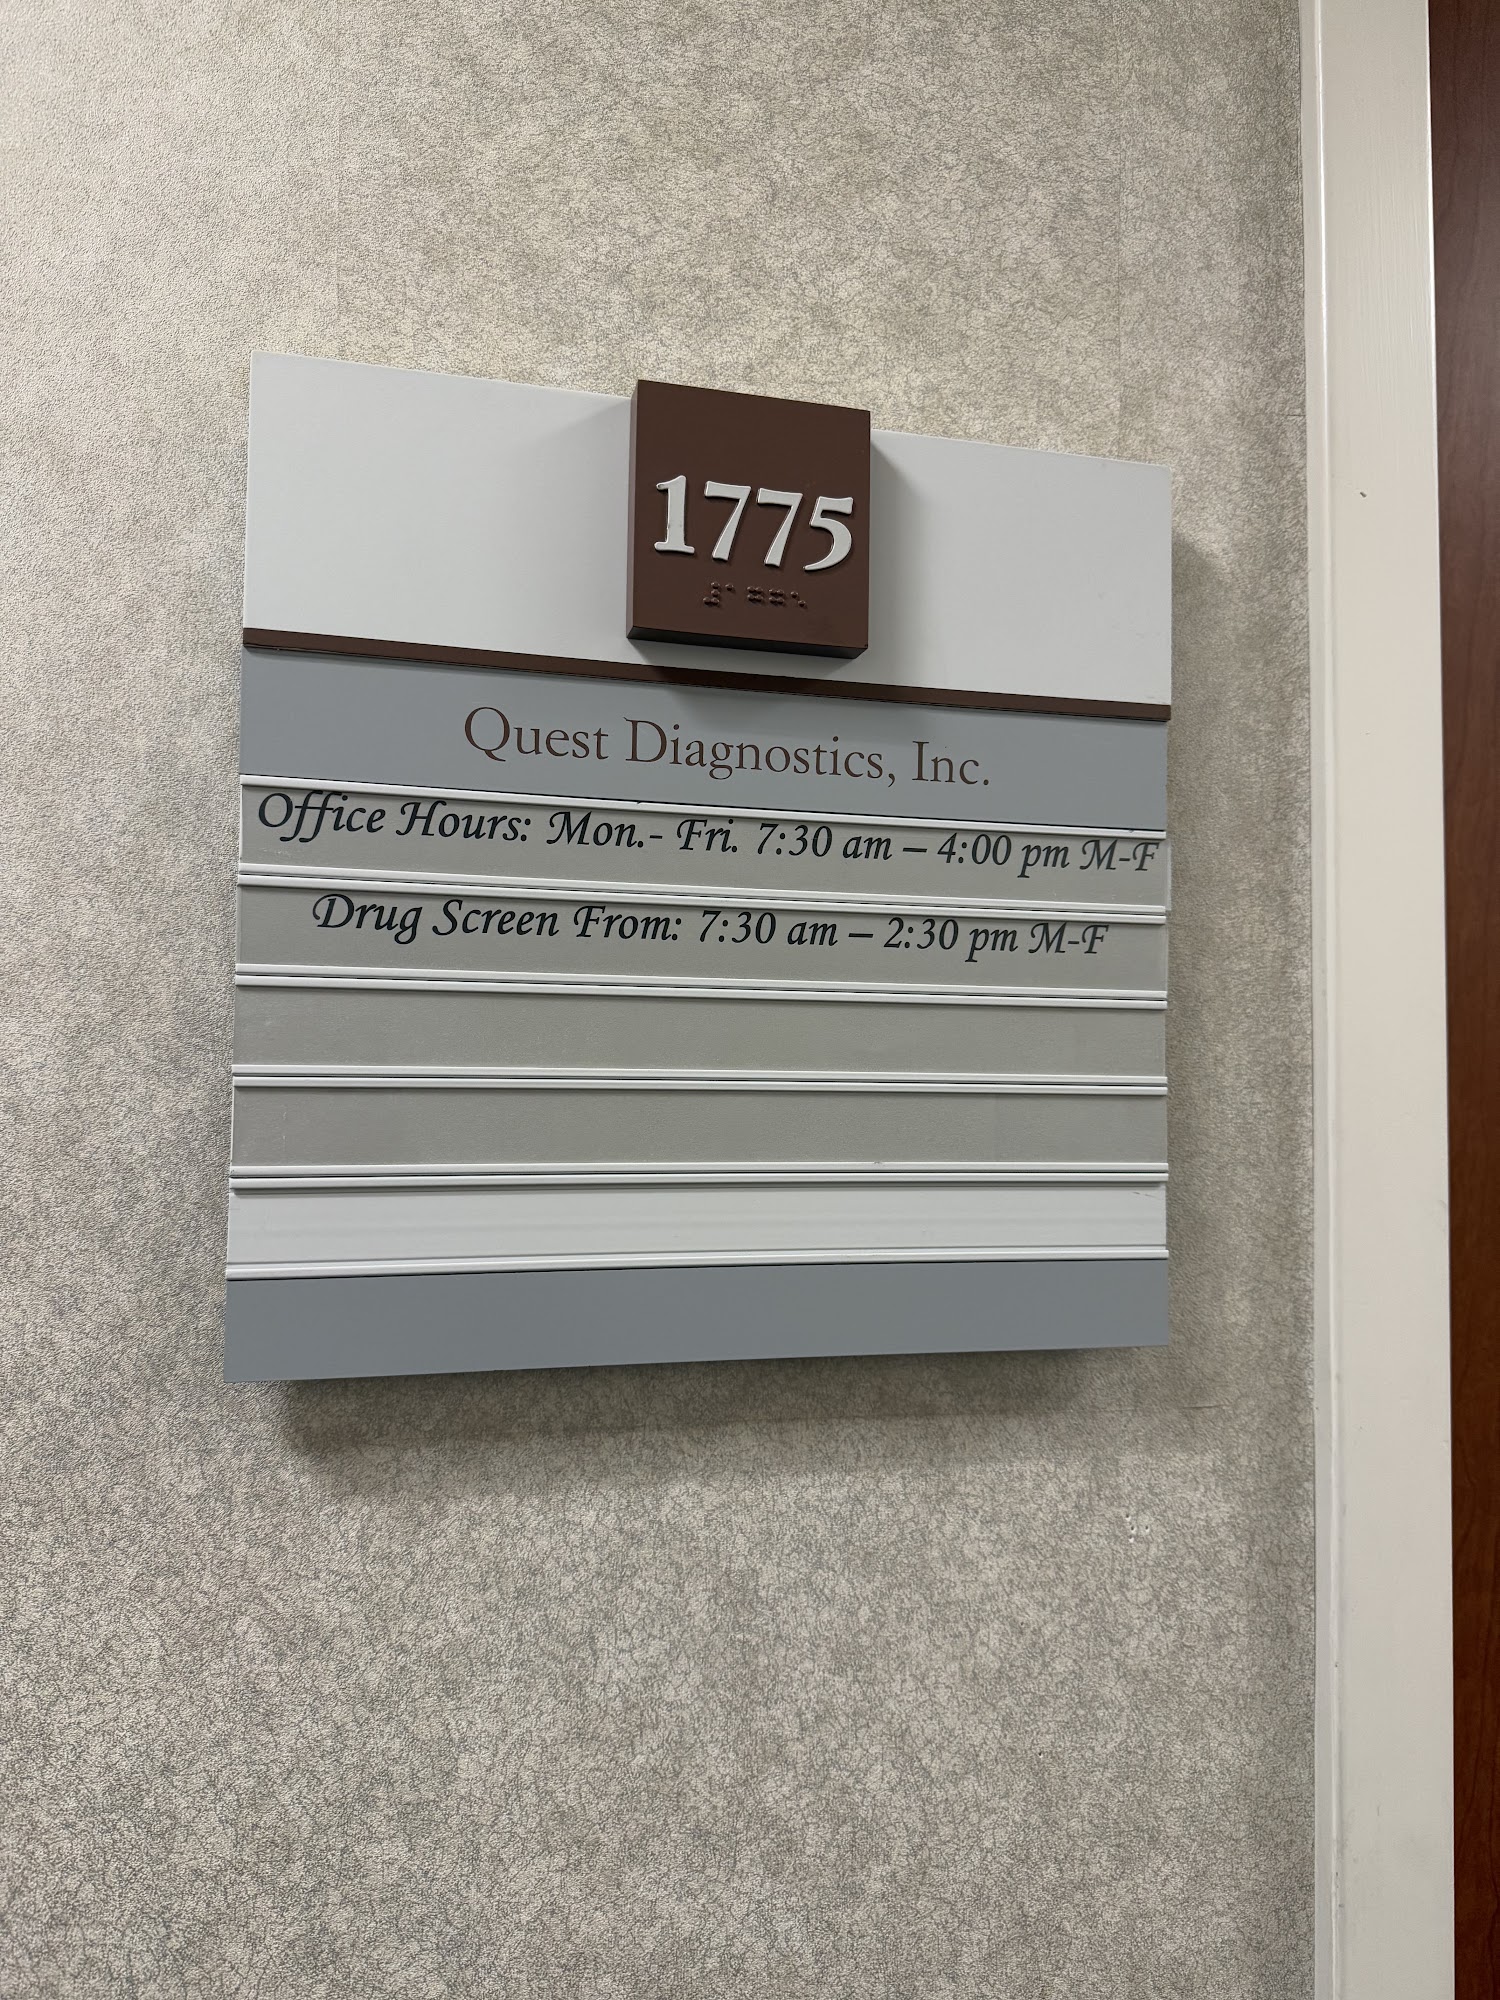 1775
Quest Diagnostics, Inc.
Office Hours: Mon.- Fri. 7:30 am – 4:00 pm M-F
Drug Screen From: 7:30 am – 2:30 pm M-F